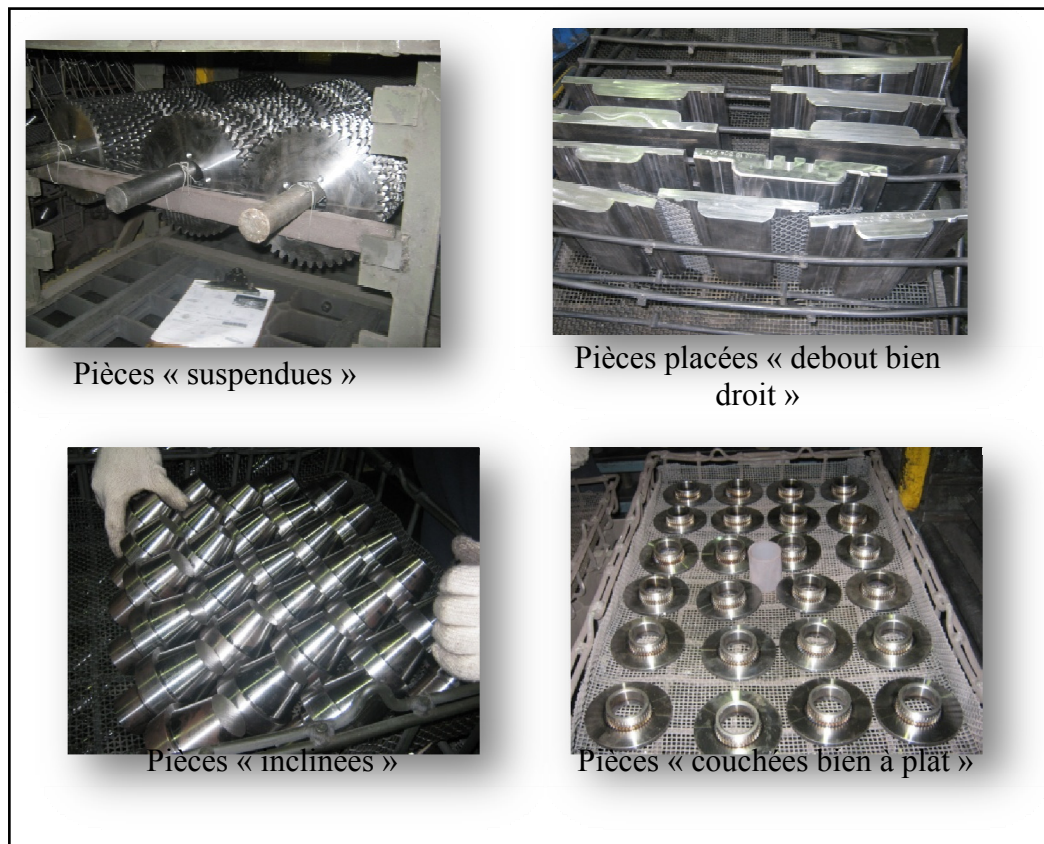 Pièces « suspendues »
Pièces placées « debout bien
droit »
Pièces « inclinées »
Pièces « couchées bien à plat »